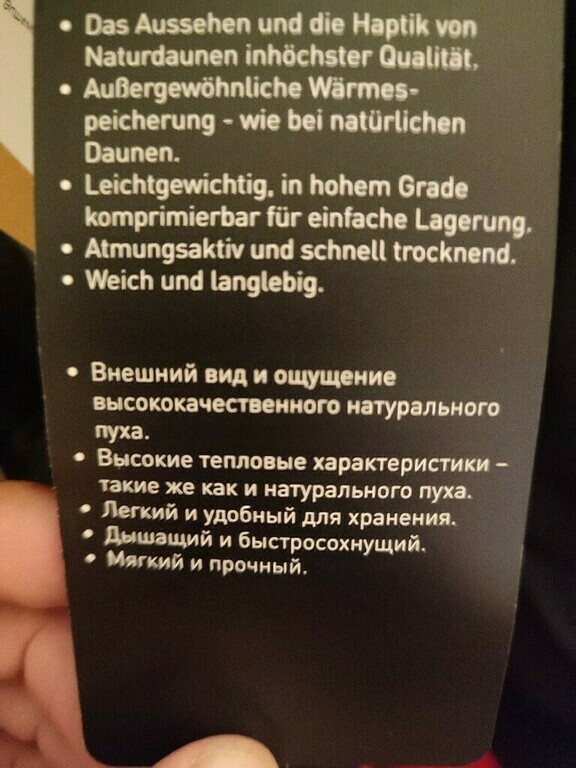 • Das Aussehen und die Haptik von
Naturdaunen inhöchster Qualität.
• Außergewöhnliche Wärmes-
peicherung - wie bei natürlichen
Daunen.
• Leichtgewichtig, in hohem Grade
komprimierbar für einfache Lagerung.
• Atmungsaktiv und schnell trocknend.
• Weich und langlebig.
• Внешний вид и ощущение
высококачественного натурального
пуха.
• Высокие тепловые характеристики –
такие же как и натурального пуха.
• Легкий и удобный для хранения.
• Дышащий и быстросохнущий.
• Мягкий и прочный.